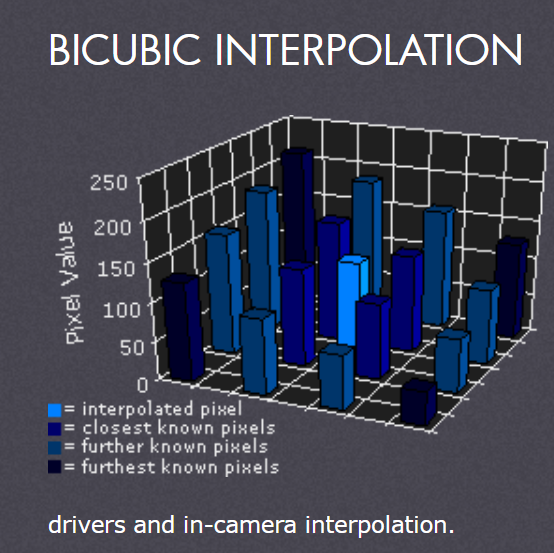 BICUBIC INTERPOLATION
250
200
150
100
50
0
Pixel Value
= interpolated pixel
= closest known pixels
= further known pixels
= furthest known pixels
drivers and in-camera interpolation.